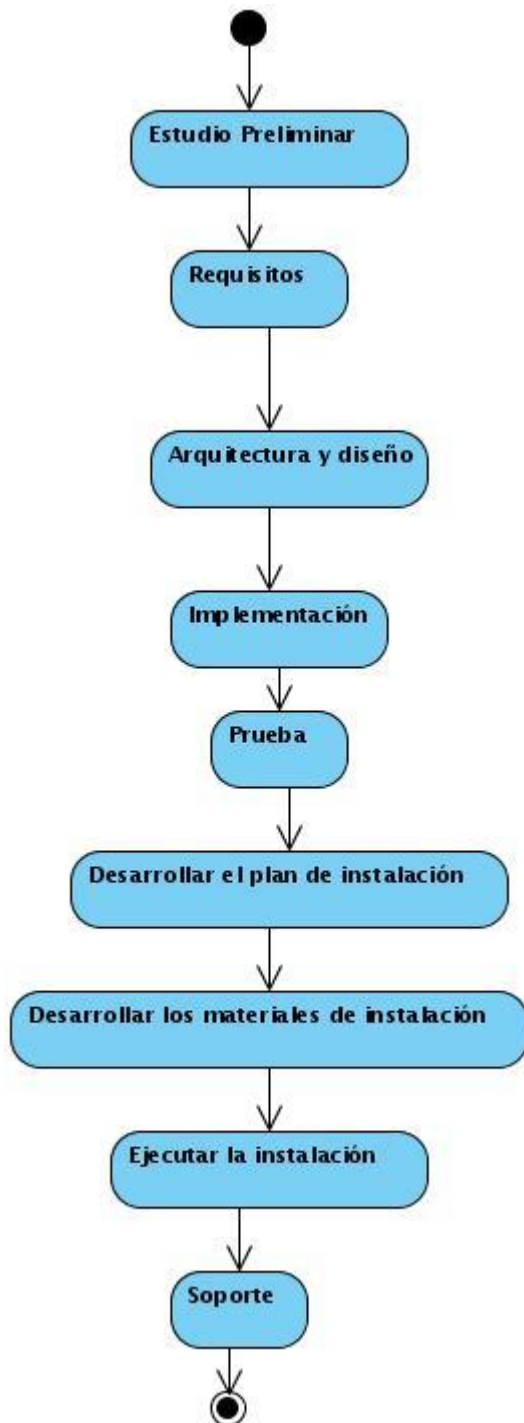 Estudio Preliminar
Requisitos
Arquitectura y diseño
Implementación
Prueba
Desarrollar el plan de instalación
Desarrollar los materiales de instalación
Ejecutar la instalación
Soporte